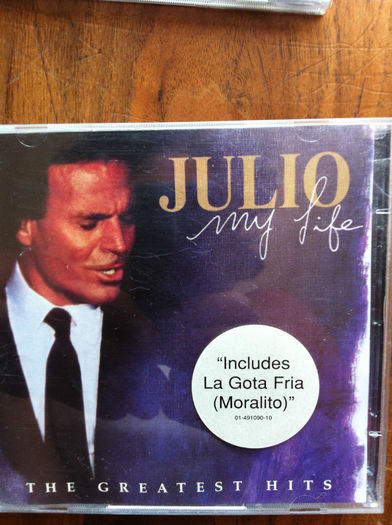 JULIO
my life
“Includes
La Gota Fria
(Moralito)”
01-491090-10
THE GREATEST HITS